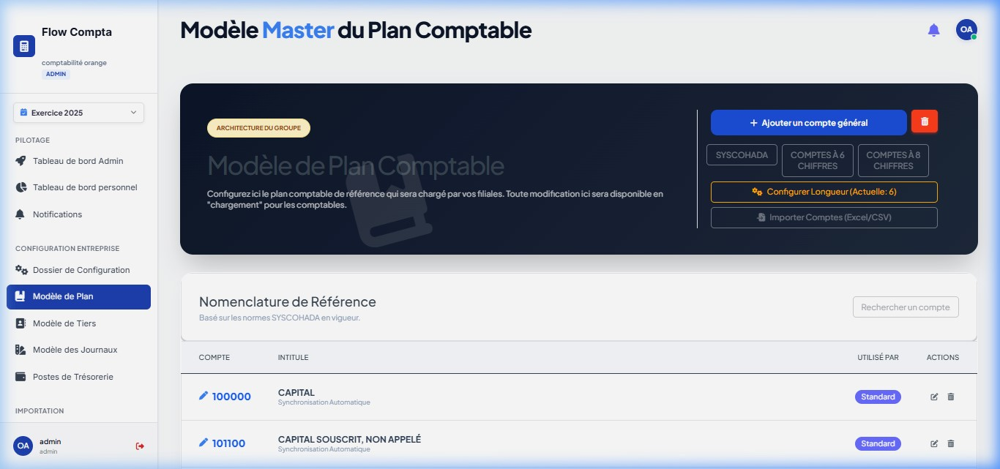 Flow Compta
comptabilité orange
ADMIN
Exercice 2025
PILOTAGE
Tableau de bord Admin
Tableau de bord personnel
Notifications
CONFIGURATION ENTREPRISE
Dossier de Configuration
Modèle de Plan
Modèle de Tiers
Modèle des Journaux
Postes de Trésorerie
IMPORTATION
OA
admin
admin
Modèle Master du Plan Comptable
OA
ARCHITECTURE DU GROUPE
Modèle de Plan Comptable
Configurez ici le plan comptable de référence qui sera chargé par vos filiales. Toute modification ici sera disponible en
"chargement" pour les comptables.
+ Ajouter un compte général
SYSCOHADA
COMPTES À 6
CHIFFRES
COMPTES À 8
CHIFFRES
Configurer Longueur (Actuelle: 6)
Importer Comptes (Excel/CSV)
Nomenclature de Référence
Basé sur les normes SYSCOHADA en vigueur.
Rechercher un compte
COMPTE INTITULE UTILISÉ PAR ACTIONS
100000 CAPITAL Standard
Synchronisation Automatique
101100 CAPITAL SOUSCRIT, NON APPELÉ Standard
Synchronisation Automatique